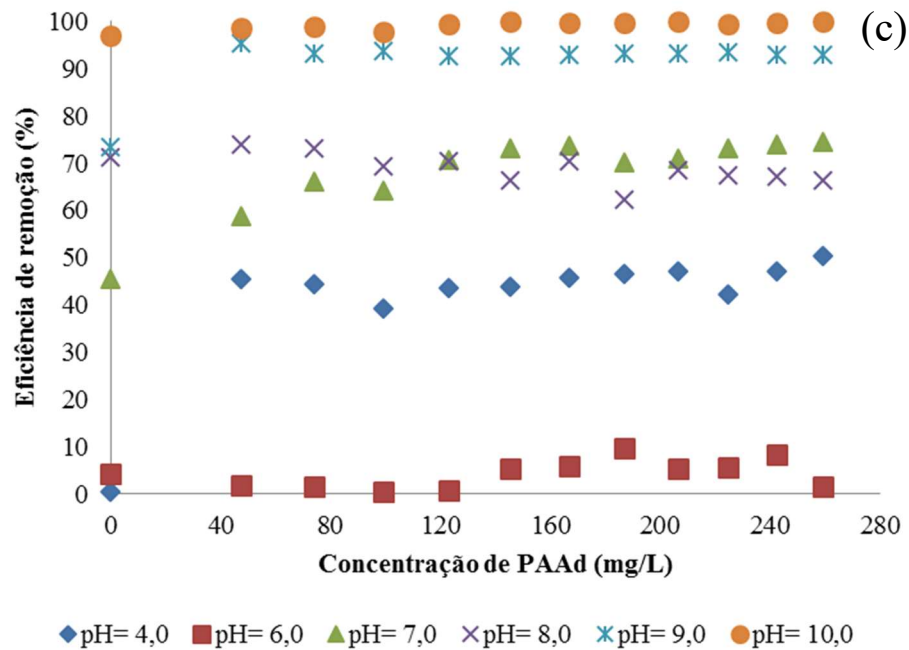 (c)
Eficiência de remoção (%)
100
90
80
70
60
50
40
30
20
10
0
0 40 80 120 160 200 240 280
Concentração de PAAd (mg/L)
pH= 4,0 pH= 6,0 pH= 7,0 pH= 8,0 pH= 9,0 pH= 10,0